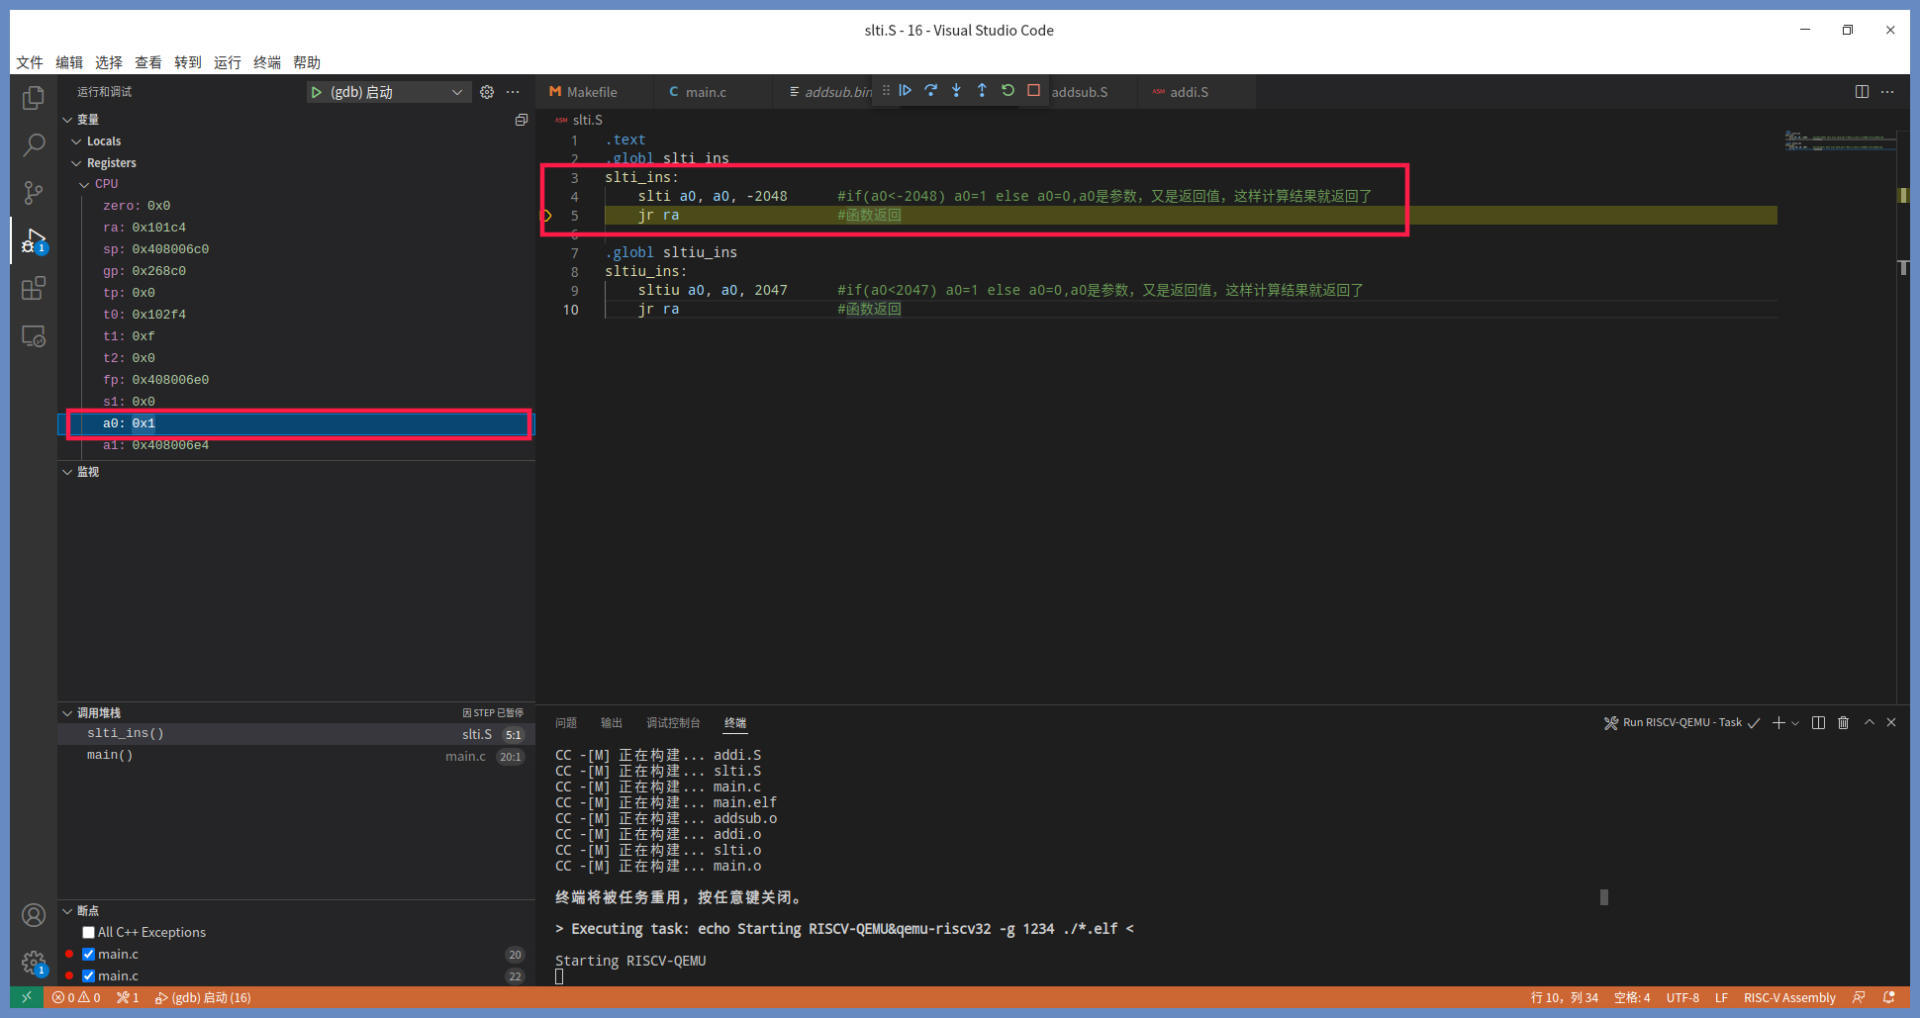 slti.S - 16 - Visual Studio Code
文件 编辑 选择 查看 转到 运行 终端 帮助
运行和调试
(gdb) 启动
变量
Locals
Registers
CPU
zero: 0x0
ra: 0x101c4
sp: 0x408006c0
gp: 0x268c0
tp: 0x0
t0: 0x102f4
t1: 0xf
t2: 0x0
fp: 0x408006e0
s1: 0x0
a0: 0x1
a1: 0x408006e4
监视
调用堆栈
因 STEP 已暂停
slti_ins() slti.S 5:1
main() main.c 20:1
断点
All C++ Exceptions
main.c 20
main.c 22
Makefile
main.c
addsub.bin
addsub.S
addi.S
slti.S
1 .text
2 .globl slti_ins
3 slti_ins:
4 slti a0, a0, -2048 #if(a0<-2048) a0=1 else a0=0,a0是参数，又是返回值，这样计算结果就返回了
5 jr ra #函数返回
6
7 .globl sltiu_ins
8 sltiu_ins:
9 sltiu a0, a0, 2047 #if(a0<2047) a0=1 else a0=0,a0是参数，又是返回值，这样计算结果就返回了
10 jr ra #函数返回
问题 输出 调试控制台 终端
Run RISCV-QEMU - Task
CC -[M] 正在构建... addi.S
CC -[M] 正在构建... slti.S
CC -[M] 正在构建... main.c
CC -[M] 正在构建... main.elf
CC -[M] 正在构建... addsub.o
CC -[M] 正在构建... addi.o
CC -[M] 正在构建... slti.o
CC -[M] 正在构建... main.o
终端将被任务重用，按任意键关闭。
> Executing task: echo Starting RISCV-QEMU&qemu-riscv32 -g 1234 ./*.elf <
Starting RISCV-QEMU
0 0 1 (gdb) 启动 (16)
行 10，列 34 空格: 4 UTF-8 LF RISC-V Assembly